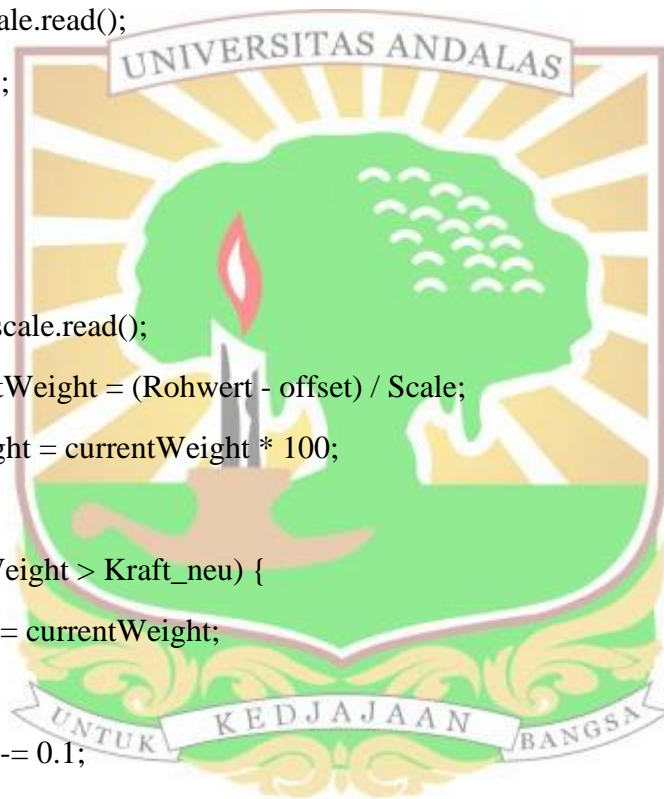 ale.read();
UNIVERSITAS ANDALAS
;
scale.read();
tWeight = (Rohwert - offset) / Scale;
ght = currentWeight * 100;
Weight > Kraft_neu) {
= currentWeight;
UNTUK KEDJAJAAN BANGSA
-= 0.1;